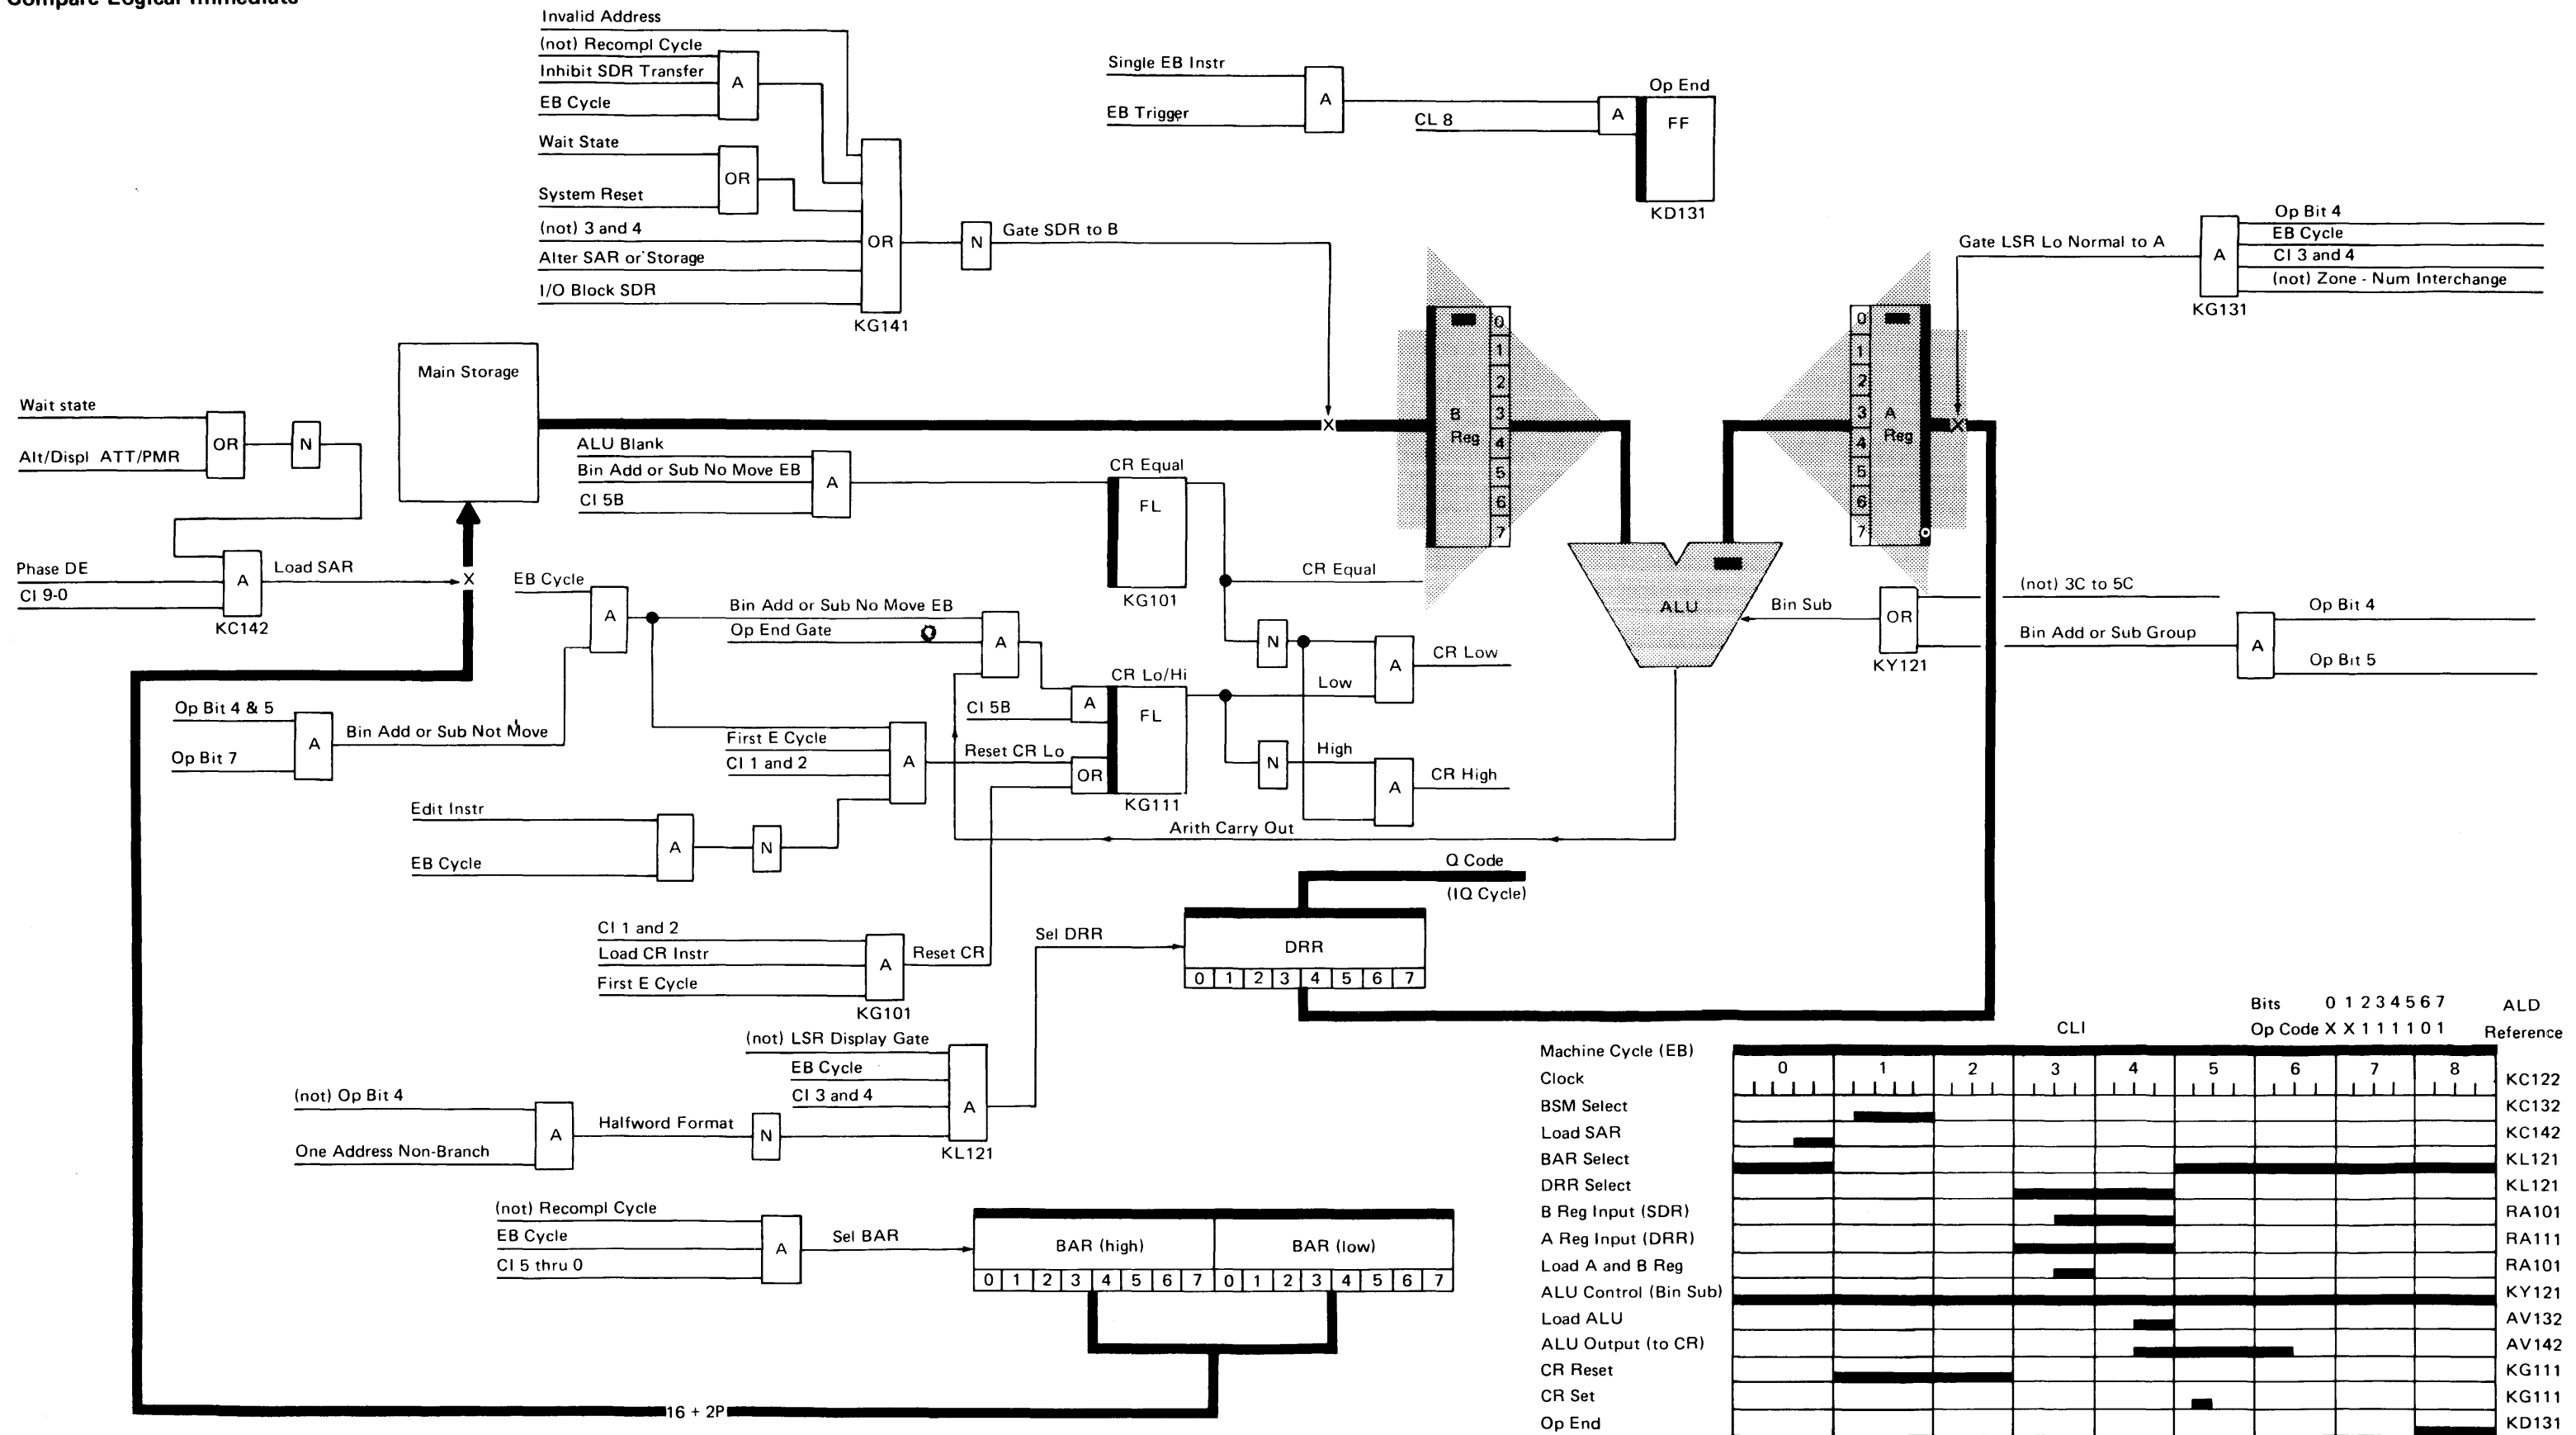 Compare Logical Immediate
Invalid Address
(not) Recompl Cycle
Inhibit SDR Transfer
EB Cycle
A
Wait State
System Reset
OR
(not) 3 and 4
Alter SAR or Storage
I/O Block SDR
OR
KG141
N
Gate SDR to B
Single EB Instr
EB Trigger
A
CL 8
A
Op End
FF
KD131
Op Bit 4
EB Cycle
CI 3 and 4
(not) Zone - Num Interchange
A
KG131
Gate LSR Lo Normal to A
Main Storage
Wait state
Alt/Displ ATT/PMR
OR
N
Phase DE
CI 9-0
A
KC142
Load SAR
X
X
B
Reg
0
1
2
3
4
5
6
7
0
1
2
3
4
5
6
7
A
Reg
X
ALU Blank
Bin Add or Sub No Move EB
CI 5B
A
CR Equal
FL
KG101
CR Equal
ALU
Bin Sub
OR
KY121
(not) 3C to 5C
Bin Add or Sub Group
A
Op Bit 4
Op Bit 5
EB Cycle
A
Bin Add or Sub No Move EB
Op End Gate
A
N
A
CR Low
Low
Op Bit 4 & 5
Op Bit 7
A
Bin Add or Sub Not Move
CR Lo/Hi
CI 5B
A
FL
OR
KG111
First E Cycle
CI 1 and 2
A
Reset CR Lo
N
High
A
CR High
Edit Instr
EB Cycle
A
N
Arith Carry Out
Q Code
(IQ Cycle)
CI 1 and 2
Load CR Instr
First E Cycle
A
KG101
Reset CR
Sel DRR
DRR
0 1 2 3 4 5 6 7
(not) LSR Display Gate
EB Cycle
CI 3 and 4
A
KL121
(not) Op Bit 4
One Address Non-Branch
A
Halfword Format
N
(not) Recompl Cycle
EB Cycle
CI 5 thru 0
A
Sel BAR
BAR (high)
BAR (low)
0 1 2 3 4 5 6 7 0 1 2 3 4 5 6 7
16 + 2P
CLI
Bits 0 1 2 3 4 5 6 7
Op Code X X 1 1 1 1 0 1
ALD
Reference
Machine Cycle (EB)
Clock 0 1 2 3 4 5 6 7 8 KC122
BSM Select KC132
Load SAR KC142
BAR Select KL121
DRR Select KL121
B Reg Input (SDR) RA101
A Reg Input (DRR) RA111
Load A and B Reg RA101
ALU Control (Bin Sub) KY121
Load ALU AV132
ALU Output (to CR) AV142
CR Reset KG111
CR Set KG111
Op End KD131